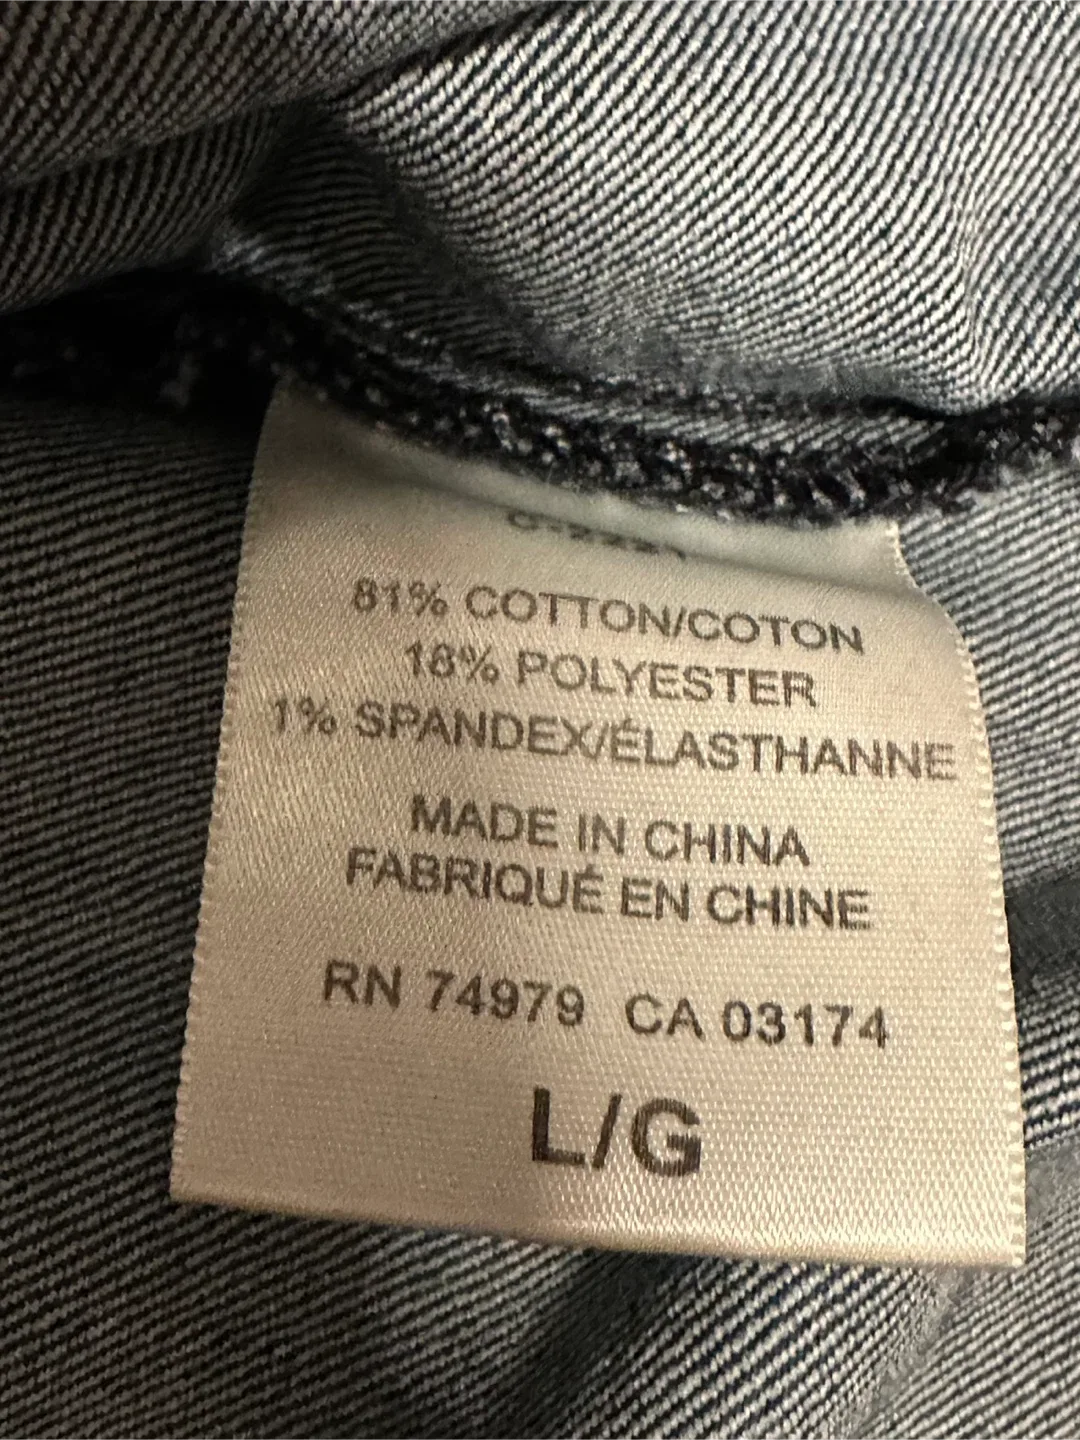 81% COTTON/COTON
18% POLYESTER
1% SPANDEX/ÉLASTHANNE
MADE IN CHINA
FABRIQUÉ EN CHINE
RN 74979 CA 03174
L/G